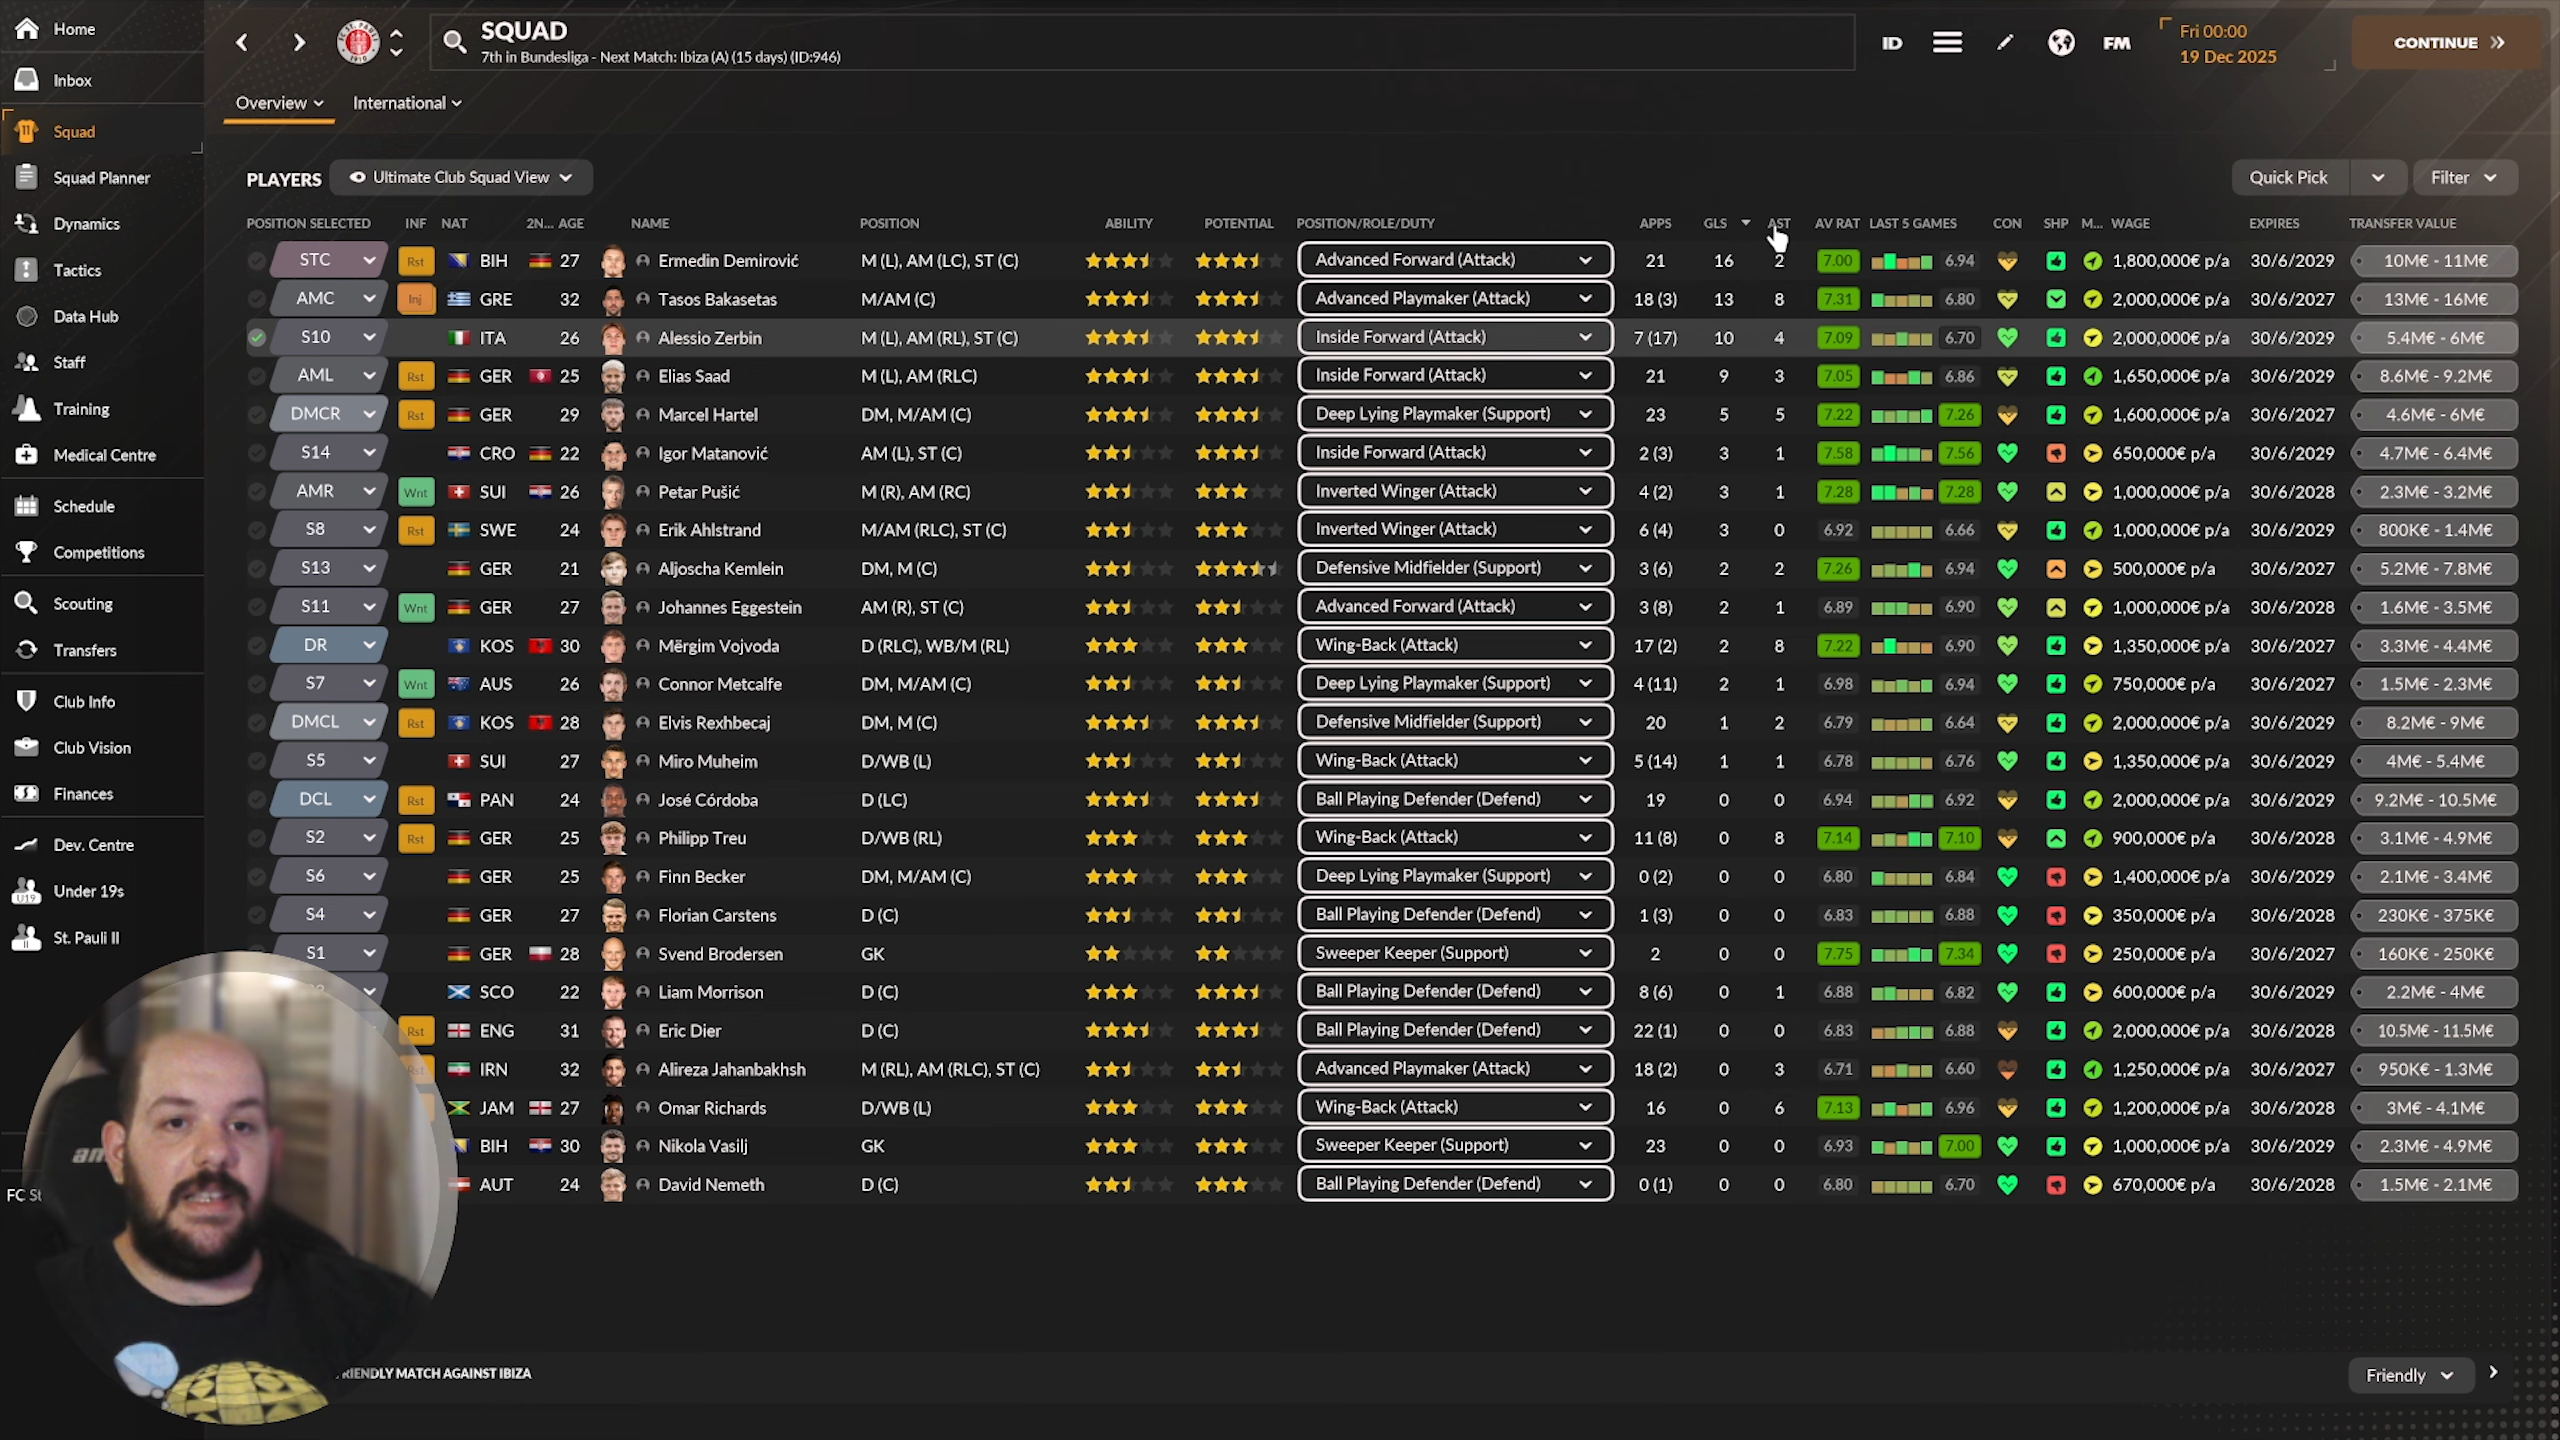 Home
Inbox
Squad
Squad Planner
Dynamics
Tactics
Data Hub
Staff
Training
Medical Centre
Schedule
Competitions
Scouting
Transfers
Club Info
Club Vision
Finances
Dev. Centre
Under 19s
St. Pauli II
FC St
SQUAD
7th in Bundesliga - Next Match: Ibiza (A) (15 days) (ID:946)
ID FM
Fri 00:00
19 Dec 2025
CONTINUE
Overview International
PLAYERS Ultimate Club Squad View Quick Pick Filter
POSITION SELECTED INF NAT 2N... AGE NAME POSITION ABILITY POTENTIAL POSITION/ROLE/DUTY APPS GLS AST AV RAT LAST 5 GAMES CON SHP M... WAGE EXPIRES TRANSFER VALUE
STC Rst BIH 27 Ermedin Demirović M (L), AM (LC), ST (C) Advanced Forward (Attack) 21 16 2 7.00 6.94 1,800,000€ p/a 30/6/2029 10M€ - 11M€
AMC Inj GRE 32 Tasos Bakasetas M/AM (C) Advanced Playmaker (Attack) 18 (3) 13 8 7.31 6.80 2,000,000€ p/a 30/6/2027 13M€ - 16M€
S10 ITA 26 Alessio Zerbin M (L), AM (RL), ST (C) Inside Forward (Attack) 7 (17) 10 4 7.09 6.70 2,000,000€ p/a 30/6/2029 5.4M€ - 6M€
AML Rst GER 25 Elias Saad M (L), AM (RLC) Inside Forward (Attack) 21 9 3 7.05 6.86 1,650,000€ p/a 30/6/2029 8.6M€ - 9.2M€
DMCR Rst GER 29 Marcel Hartel DM, M/AM (C) Deep Lying Playmaker (Support) 23 5 5 7.22 7.26 1,600,000€ p/a 30/6/2027 4.6M€ - 6M€
S14 CRO 22 Igor Matanović AM (L), ST (C) Inside Forward (Attack) 2 (3) 3 1 7.58 7.56 650,000€ p/a 30/6/2029 4.7M€ - 6.4M€
AMR Wnt SUI 26 Petar Pušić M (R), AM (RC) Inverted Winger (Attack) 4 (2) 3 1 7.28 7.28 1,000,000€ p/a 30/6/2028 2.3M€ - 3.2M€
S8 Rst SWE 24 Erik Ahlstrand M/AM (RLC), ST (C) Inverted Winger (Attack) 6 (4) 3 0 6.92 6.66 1,000,000€ p/a 30/6/2029 800K€ - 1.4M€
S13 GER 21 Aljoscha Kemlein DM, M (C) Defensive Midfielder (Support) 3 (6) 2 2 7.26 6.94 500,000€ p/a 30/6/2027 5.2M€ - 7.8M€
S11 Wnt GER 27 Johannes Eggestein AM (R), ST (C) Advanced Forward (Attack) 3 (8) 2 1 6.89 6.90 1,000,000€ p/a 30/6/2028 1.6M€ - 3.5M€
DR KOS 30 Mërgim Vojvoda D (RLC), WB/M (RL) Wing-Back (Attack) 17 (2) 2 8 7.22 6.90 1,350,000€ p/a 30/6/2027 3.3M€ - 4.4M€
S7 Wnt AUS 26 Connor Metcalfe DM, M/AM (C) Deep Lying Playmaker (Support) 4 (11) 2 1 6.98 6.94 750,000€ p/a 30/6/2027 1.5M€ - 2.3M€
DMCL Rst KOS 28 Elvis Rexhbecaj DM, M (C) Defensive Midfielder (Support) 20 1 2 6.79 6.64 2,000,000€ p/a 30/6/2029 8.2M€ - 9M€
S5 SUI 27 Miro Muheim D/WB (L) Wing-Back (Attack) 5 (14) 1 1 6.78 6.76 1,350,000€ p/a 30/6/2029 4M€ - 5.4M€
DCL Rst PAN 24 José Córdoba D (LC) Ball Playing Defender (Defend) 19 0 0 6.94 6.92 2,000,000€ p/a 30/6/2029 9.2M€ - 10.5M€
S2 Rst GER 25 Philipp Treu D/WB (RL) Wing-Back (Attack) 11 (8) 0 8 7.14 7.10 900,000€ p/a 30/6/2028 3.1M€ - 4.9M€
S6 GER 25 Finn Becker DM, M/AM (C) Deep Lying Playmaker (Support) 0 (2) 0 0 6.80 6.84 1,400,000€ p/a 30/6/2029 2.1M€ - 3.4M€
S4 GER 27 Florian Carstens D (C) Ball Playing Defender (Defend) 1 (3) 0 0 6.83 6.88 350,000€ p/a 30/6/2028 230K€ - 375K€
S1 GER 28 Svend Brodersen GK Sweeper Keeper (Support) 2 0 0 7.75 7.34 250,000€ p/a 30/6/2027 160K€ - 250K€
SCO 22 Liam Morrison D (C) Ball Playing Defender (Defend) 8 (6) 0 1 6.88 6.82 600,000€ p/a 30/6/2029 2.2M€ - 4M€
Rst ENG 31 Eric Dier D (C) Ball Playing Defender (Defend) 22 (1) 0 0 6.83 6.88 2,000,000€ p/a 30/6/2028 10.5M€ - 11.5M€
Rst IRN 32 Alireza Jahanbakhsh M (RL), AM (RLC), ST (C) Advanced Playmaker (Attack) 18 (2) 0 3 6.71 6.60 1,250,000€ p/a 30/6/2027 950K€ - 1.3M€
JAM 27 Omar Richards D/WB (L) Wing-Back (Attack) 16 0 6 7.13 6.96 1,200,000€ p/a 30/6/2028 3M€ - 4.1M€
BIH 30 Nikola Vasilj GK Sweeper Keeper (Support) 23 0 0 6.93 7.00 1,000,000€ p/a 30/6/2029 2.3M€ - 4.9M€
AUT 24 David Nemeth D (C) Ball Playing Defender (Defend) 0 (1) 0 0 6.80 6.70 670,000€ p/a 30/6/2028 1.5M€ - 2.1M€
RIENDLY MATCH AGAINST IBIZA
Friendly